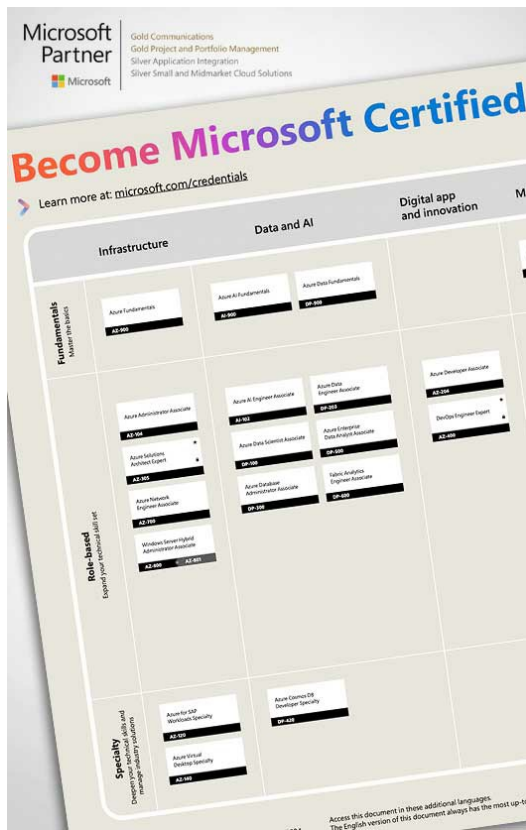 Microsoft
Partner
Microsoft
Gold Communications
Gold Project and Portfolio Management
Silver Application Integration
Silver Small and Midmarket Cloud Solutions
Become Microsoft Certified
Learn more at: microsoft.com/credentials
Infrastructure
Data and AI
Digital app
and innovation
M
Fundamentals
Master the basics
Azure Fundamentals
AZ-900
Azure AI Fundamentals
AI-900
Azure Data Fundamentals
DP-900
Role-based
Expand your technical skill set
Azure Administrator Associate
AZ-104
Azure Solutions
Architect Expert
AZ-305
Azure Network
Engineer Associate
AZ-700
Windows Server Hybrid
Administrator Associate
AZ-800
AZ-801
Azure AI Engineer Associate
AI-102
Azure Data
Engineer Associate
DP-203
Azure Data Scientist Associate
DP-100
Azure Enterprise
Data Analyst Associate
DP-500
Azure Database
Administrator Associate
DP-300
Fabric Analytics
Engineer Associate
DP-600
Azure Developer Associate
AZ-204
DevOps Engineer Expert
AZ-400
Specialty
Deepen your technical skills and
manage industry solutions
Azure for SAP
Workloads Specialty
AZ-120
Azure Virtual
Desktop Specialty
AZ-140
Azure Cosmos DB
Developer Specialty
DP-420
Access this document in these additional languages.
The English version of this document always has the most up-to